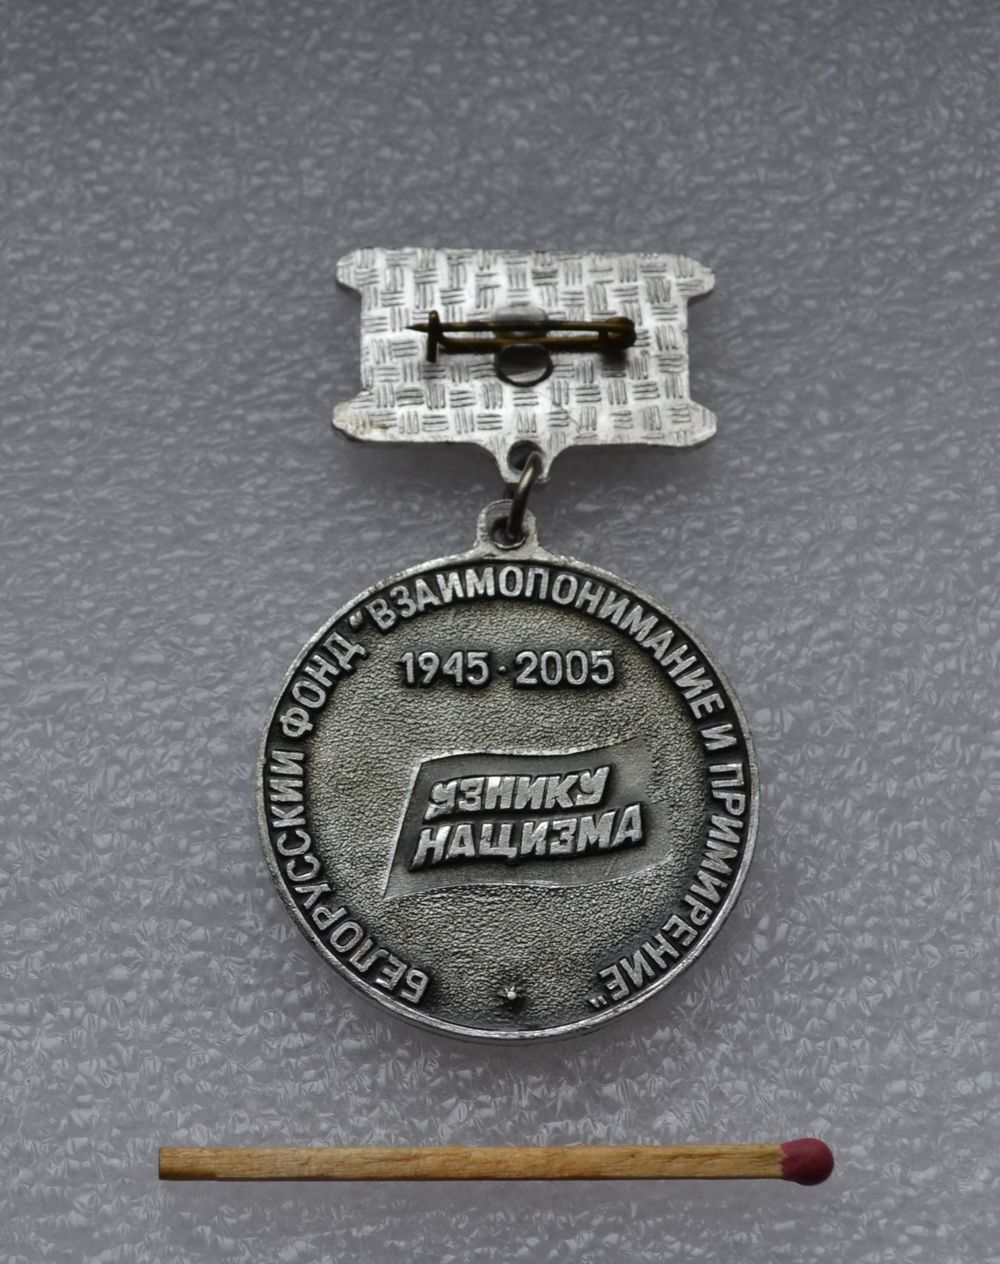 БЕЛОРУССКИЙ ФОНД "ВЗАИМОПОНИМАНИЕ И ПРИМИРЕНИЕ"
1945·2005
УЗНИКУ
НАЦИЗМА